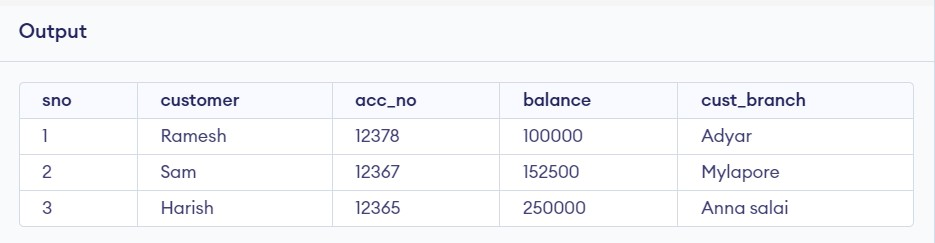 Output
sno customer acc_no balance cust_branch
1 Ramesh 12378 100000 Adyar
2 Sam 12367 152500 Mylapore
3 Harish 12365 250000 Anna salai